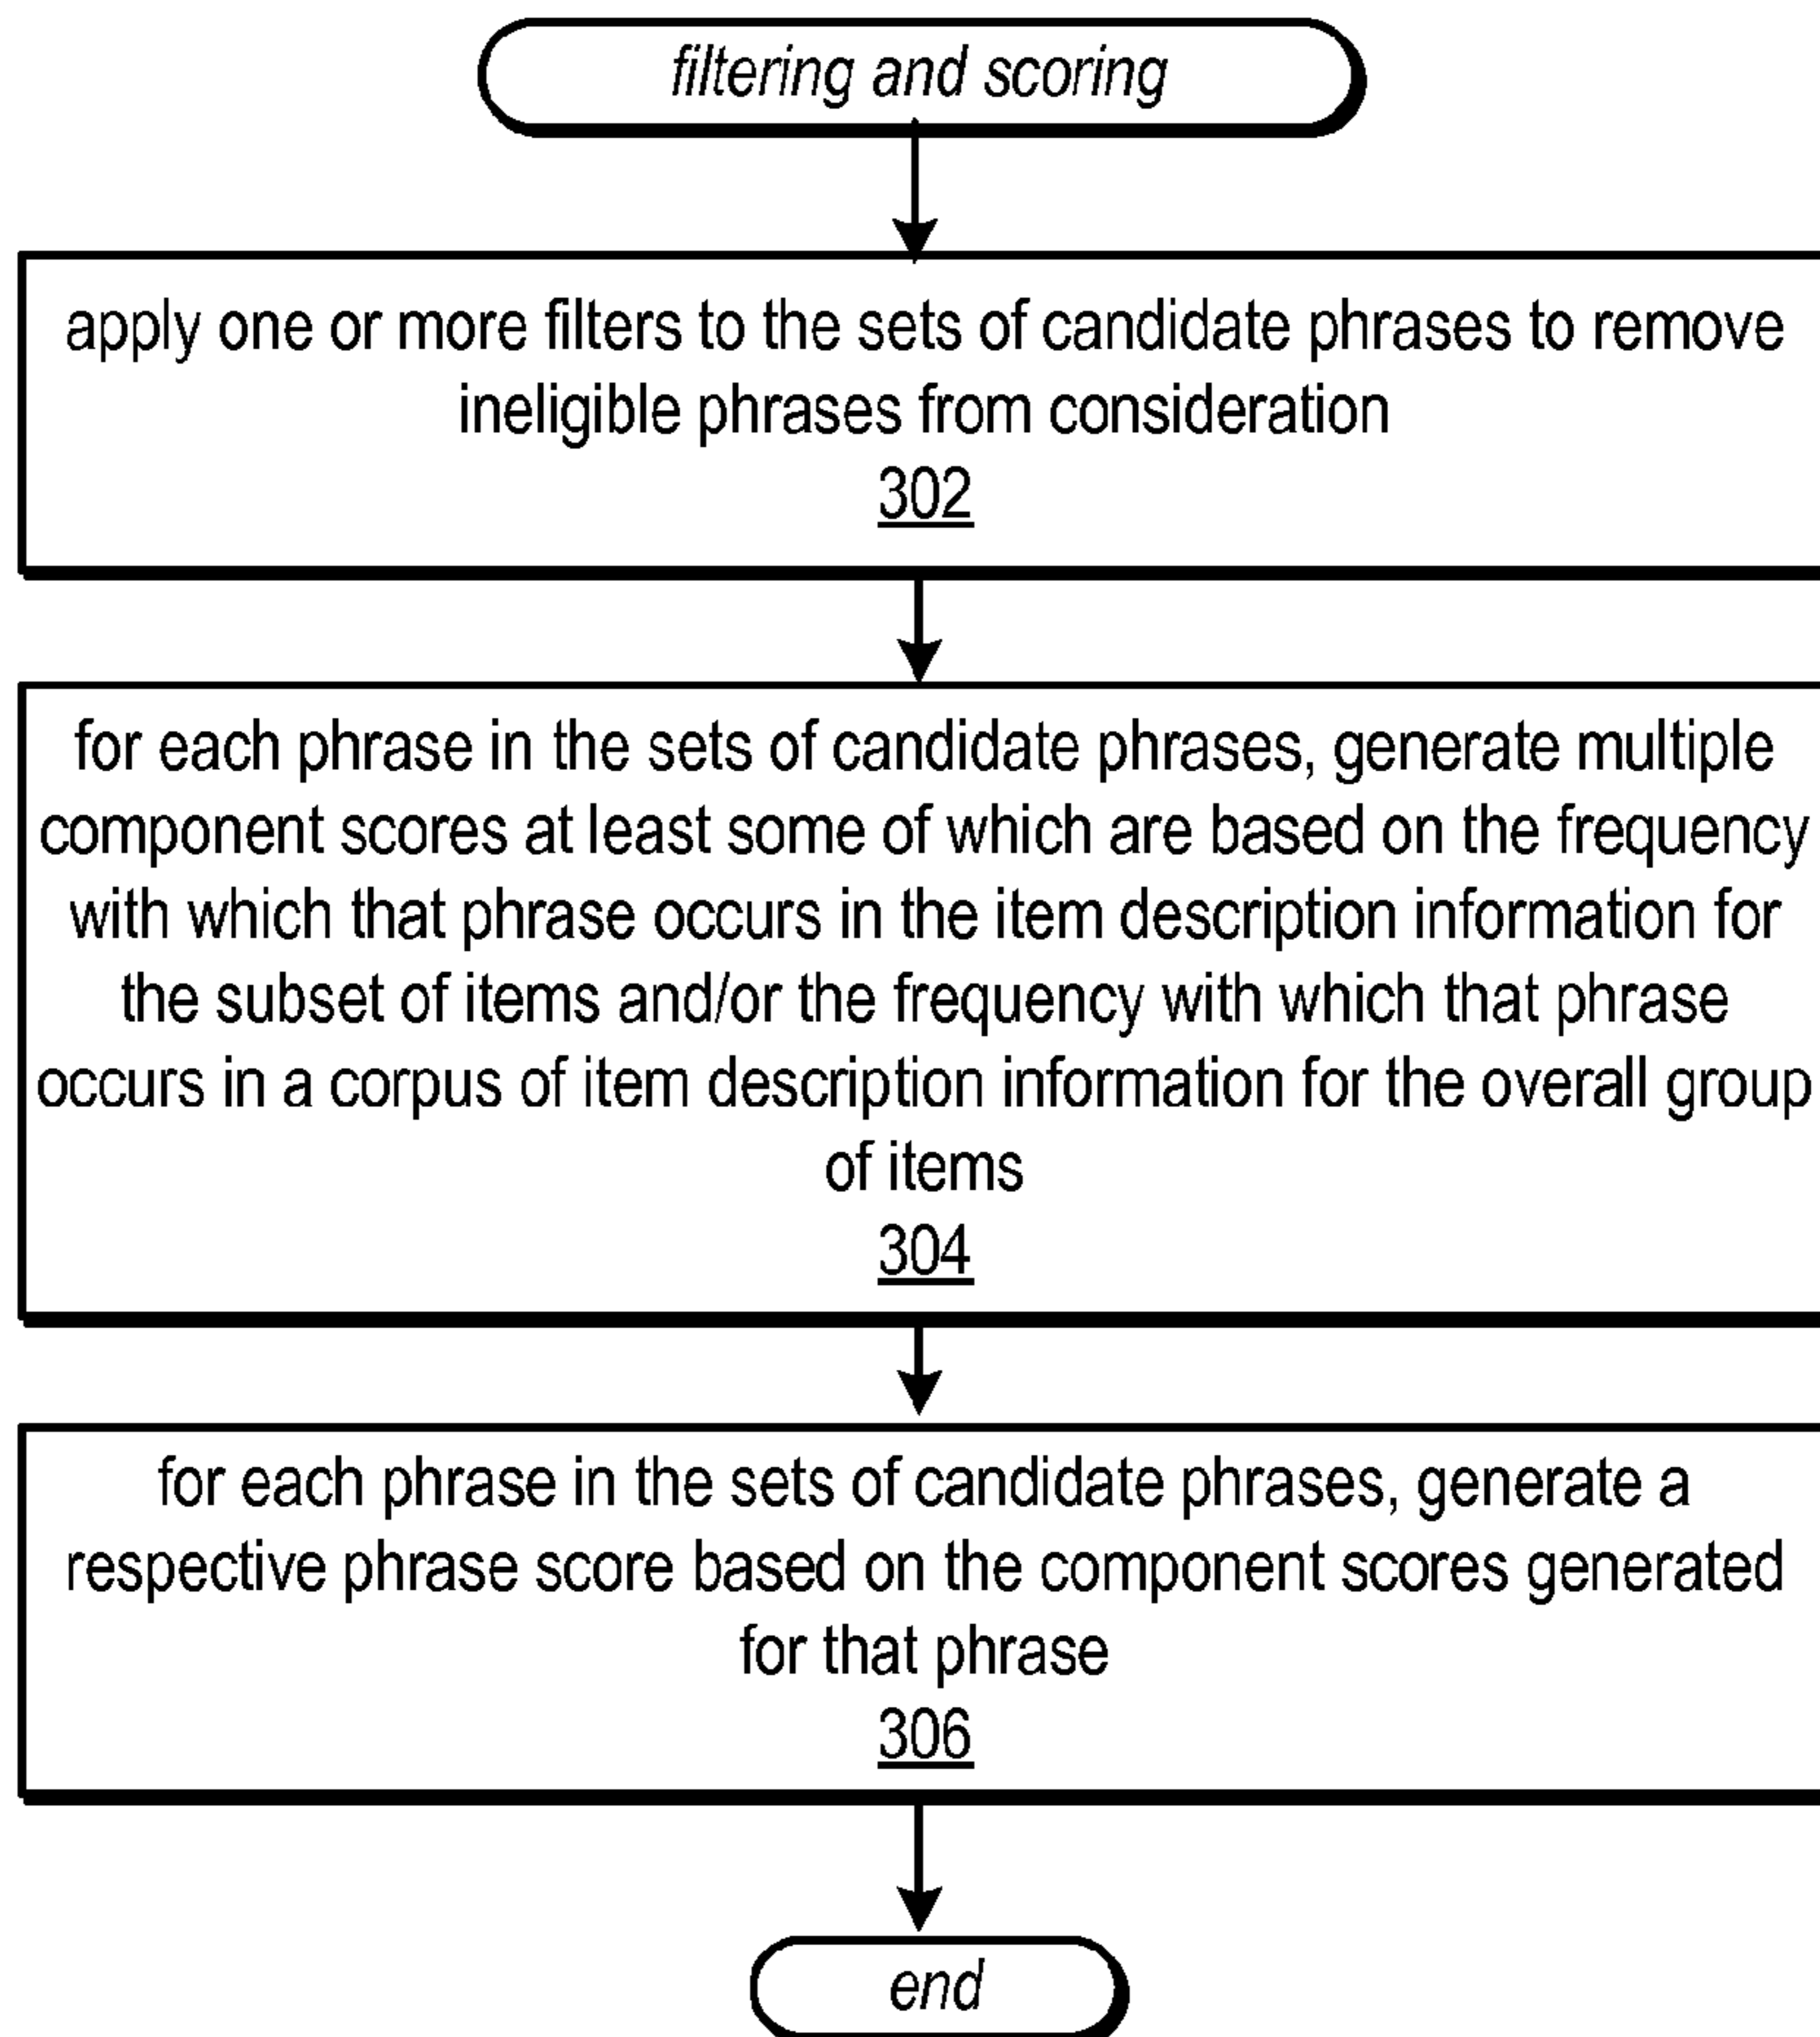 filtering and scoring
apply one or more filters to the sets of candidate phrases to remove
ineligible phrases from consideration
302
for each phrase in the sets of candidate phrases, generate multiple
component scores at least some of which are based on the frequency
with which that phrase occurs in the item description information for
the subset of items and/or the frequency with which that phrase
occurs in a corpus of item description information for the overall group
of items
304
for each phrase in the sets of candidate phrases, generate a
respective phrase score based on the component scores generated
for that phrase
306
end